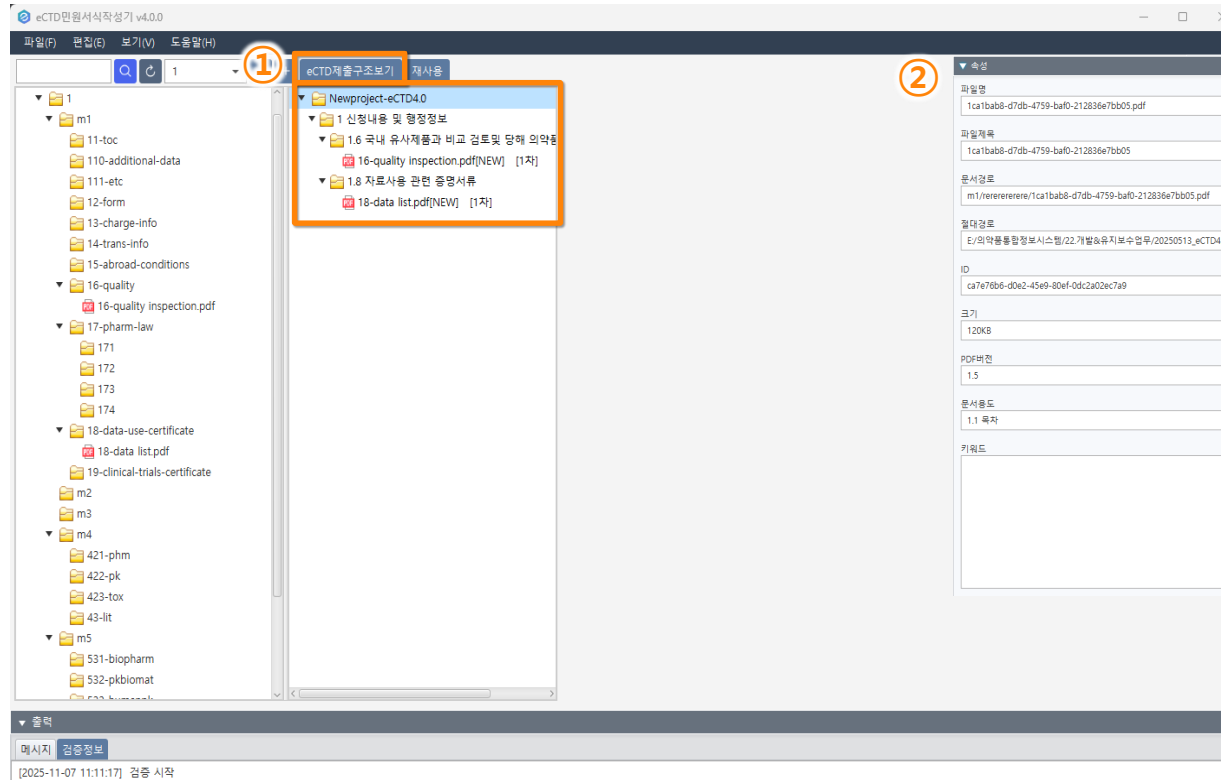 eCTD민원서식작성기 v4.0.0
파일(F) 편집(E) 보기(V) 도움말(H)
1
①
eCTD제출구조보기
재사용
1
m1
11-toc
110-additional-data
111-etc
12-form
13-charge-info
14-trans-info
15-abroad-conditions
16-quality
16-quality inspection.pdf
17-pharm-law
171
172
173
174
18-data-use-certificate
18-data list.pdf
19-clinical-trials-certificate
m2
m3
m4
421-phm
422-pk
423-tox
43-lit
m5
531-biopharm
532-pkbiomat
Newproject-eCTD4.0
1 신청내용 및 행정정보
1.6 국내 유사제품과 비교 검토및 당해 의약품
16-quality inspection.pdf[NEW] [1차]
1.8 자료사용 관련 증명서류
18-data list.pdf[NEW] [1차]
②
속성
파일명
1ca1bab8-d7db-4759-baf0-212836e7bb05.pdf
파일제목
1ca1bab8-d7db-4759-baf0-212836e7bb05
문서경로
m1/rerererererere/1ca1bab8-d7db-4759-baf0-212836e7bb05.pdf
절대경로
E:/의약품통합정보시스템/22.개발&유지보수업무/20250513_eCTD4
ID
ca7e76b6-d0e2-45e9-80ef-0dc2a02ec7a9
크기
120KB
PDF버전
1.5
문서용도
1.1 목차
키워드
출력
메시지 검증정보
[2025-11-07 11:11:17] 검증 시작